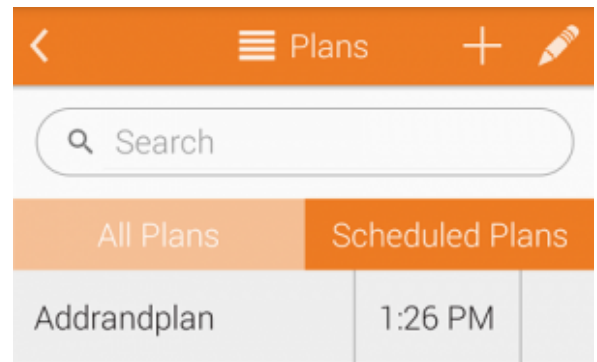 Plans
Search
All Plans Scheduled Plans
Addrandplan 1:26 PM